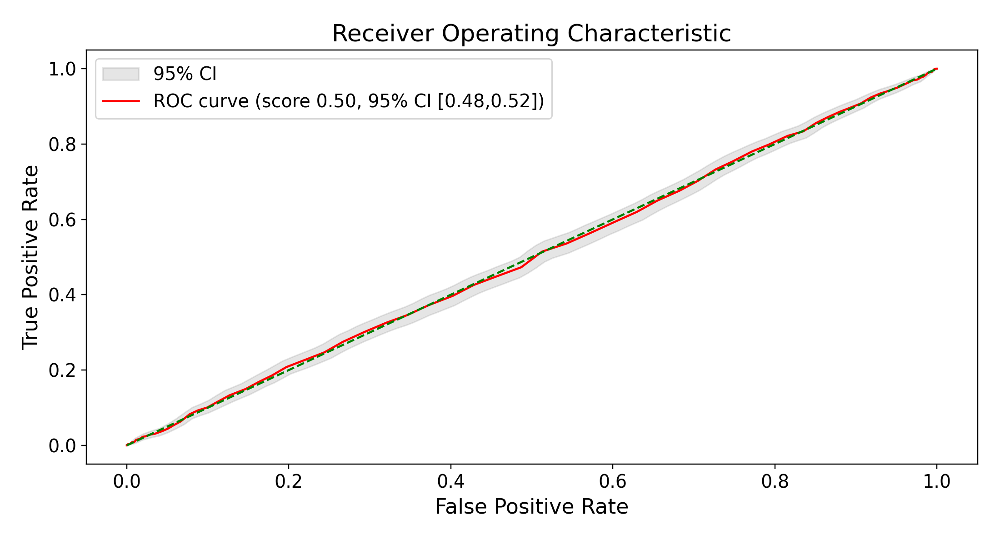 Receiver Operating Characteristic
95% CI
ROC curve (score 0.50, 95% CI [0.48,0.52])
True Positive Rate
1.0
0.8
0.6
0.4
0.2
0.0
0.0 0.2 0.4 0.6 0.8 1.0
False Positive Rate